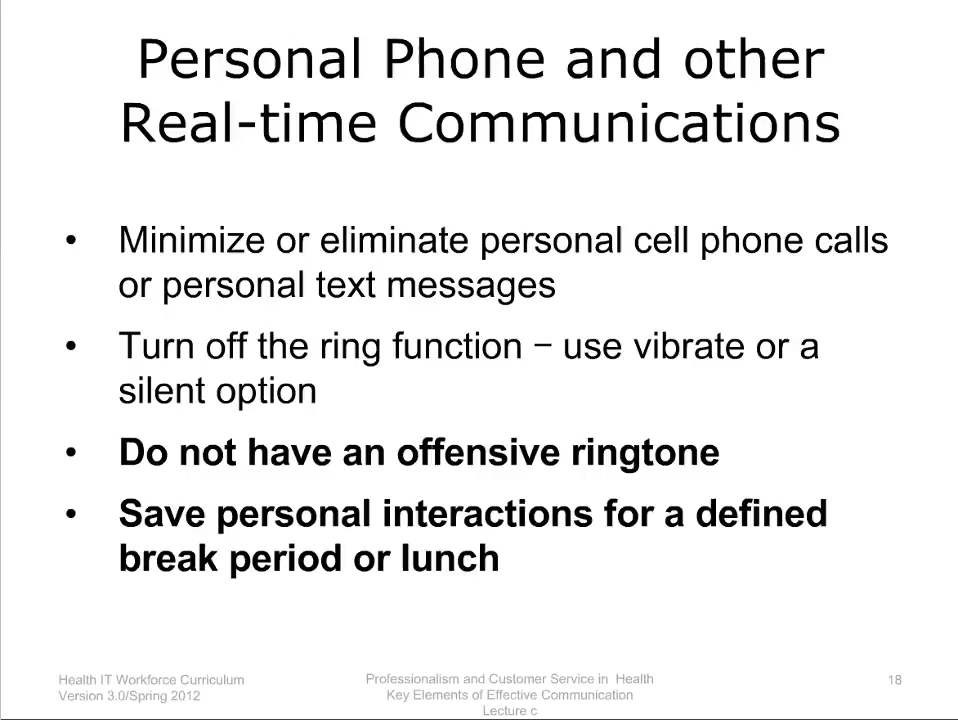 Personal Phone and other
Real-time Communications
• Minimize or eliminate personal cell phone calls
or personal text messages
• Turn off the ring function – use vibrate or a
silent option
• Do not have an offensive ringtone
• Save personal interactions for a defined
break period or lunch
Health IT Workforce Curriculum
Version 3.0/Spring 2012
Professionalism and Customer Service in Health
Key Elements of Effective Communication
Lecture c
18